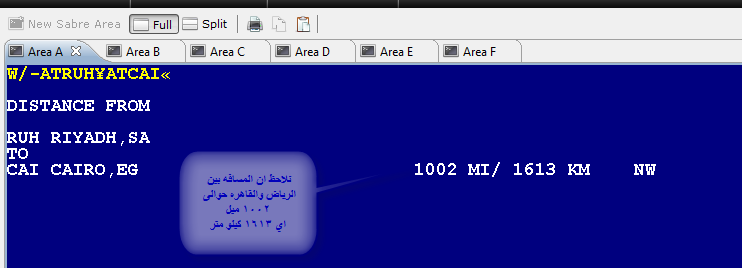 New Sabre Area Full Split
Area A Area B Area C Area D Area E Area F
W/-ATRUH¥ATCAI«
DISTANCE FROM
RUH RIYADH,SA
TO
CAI CAIRO,EG 1002 MI/ 1613 KM NW
تلاحظ ان المسافه بين
الرياض والقاهره حوالى
١٠٠٢ ميل
اي ١٦١٣ كيلو متر